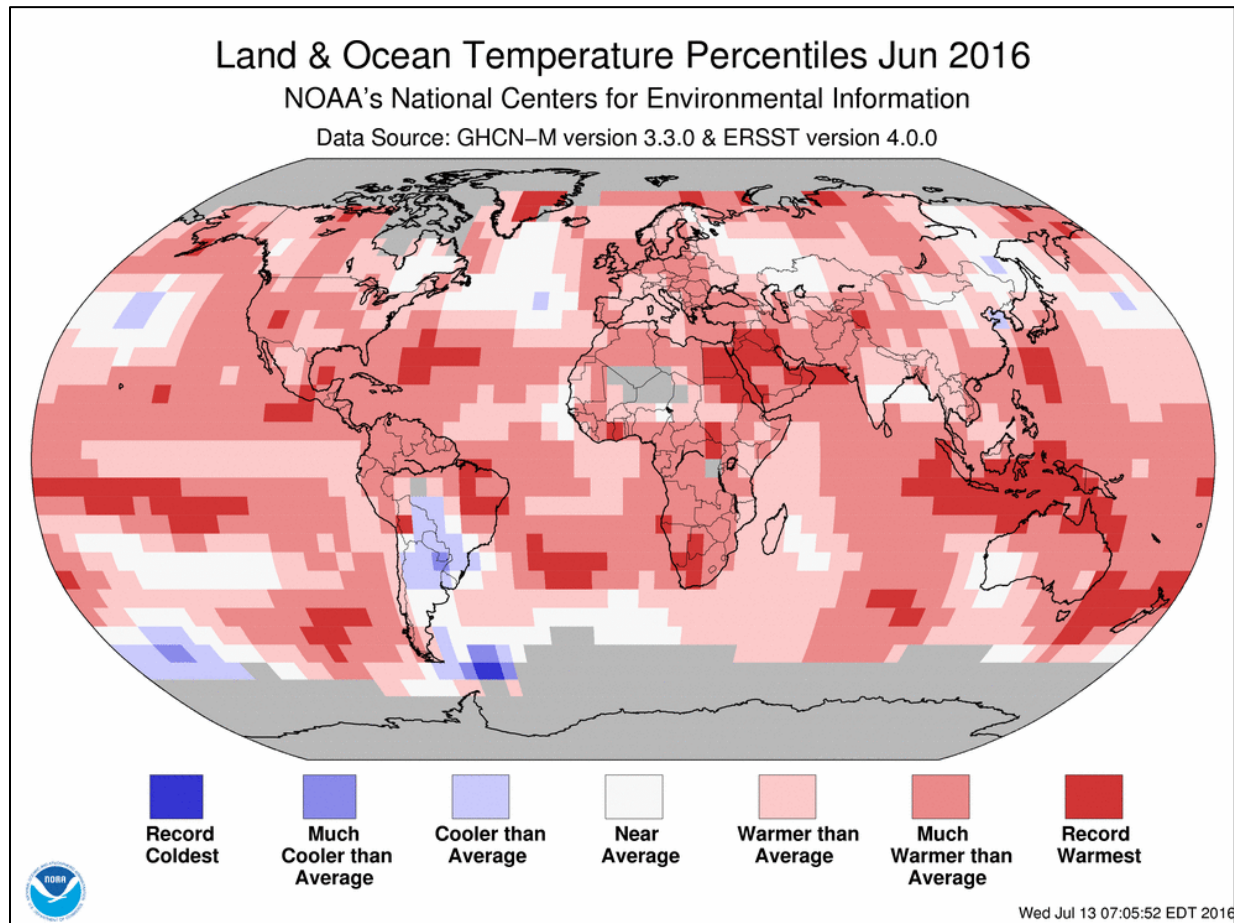 Land & Ocean Temperature Percentiles Jun 2016
NOAA's National Centers for Environmental Information
Data Source: GHCN−M version 3.3.0 & ERSST version 4.0.0
Record
Coldest
Much
Cooler than
Average
Cooler than
Average
Near
Average
Warmer than
Average
Much
Warmer than
Average
Record
Warmest
NOAA
Wed Jul 13 07:05:52 EDT 2016